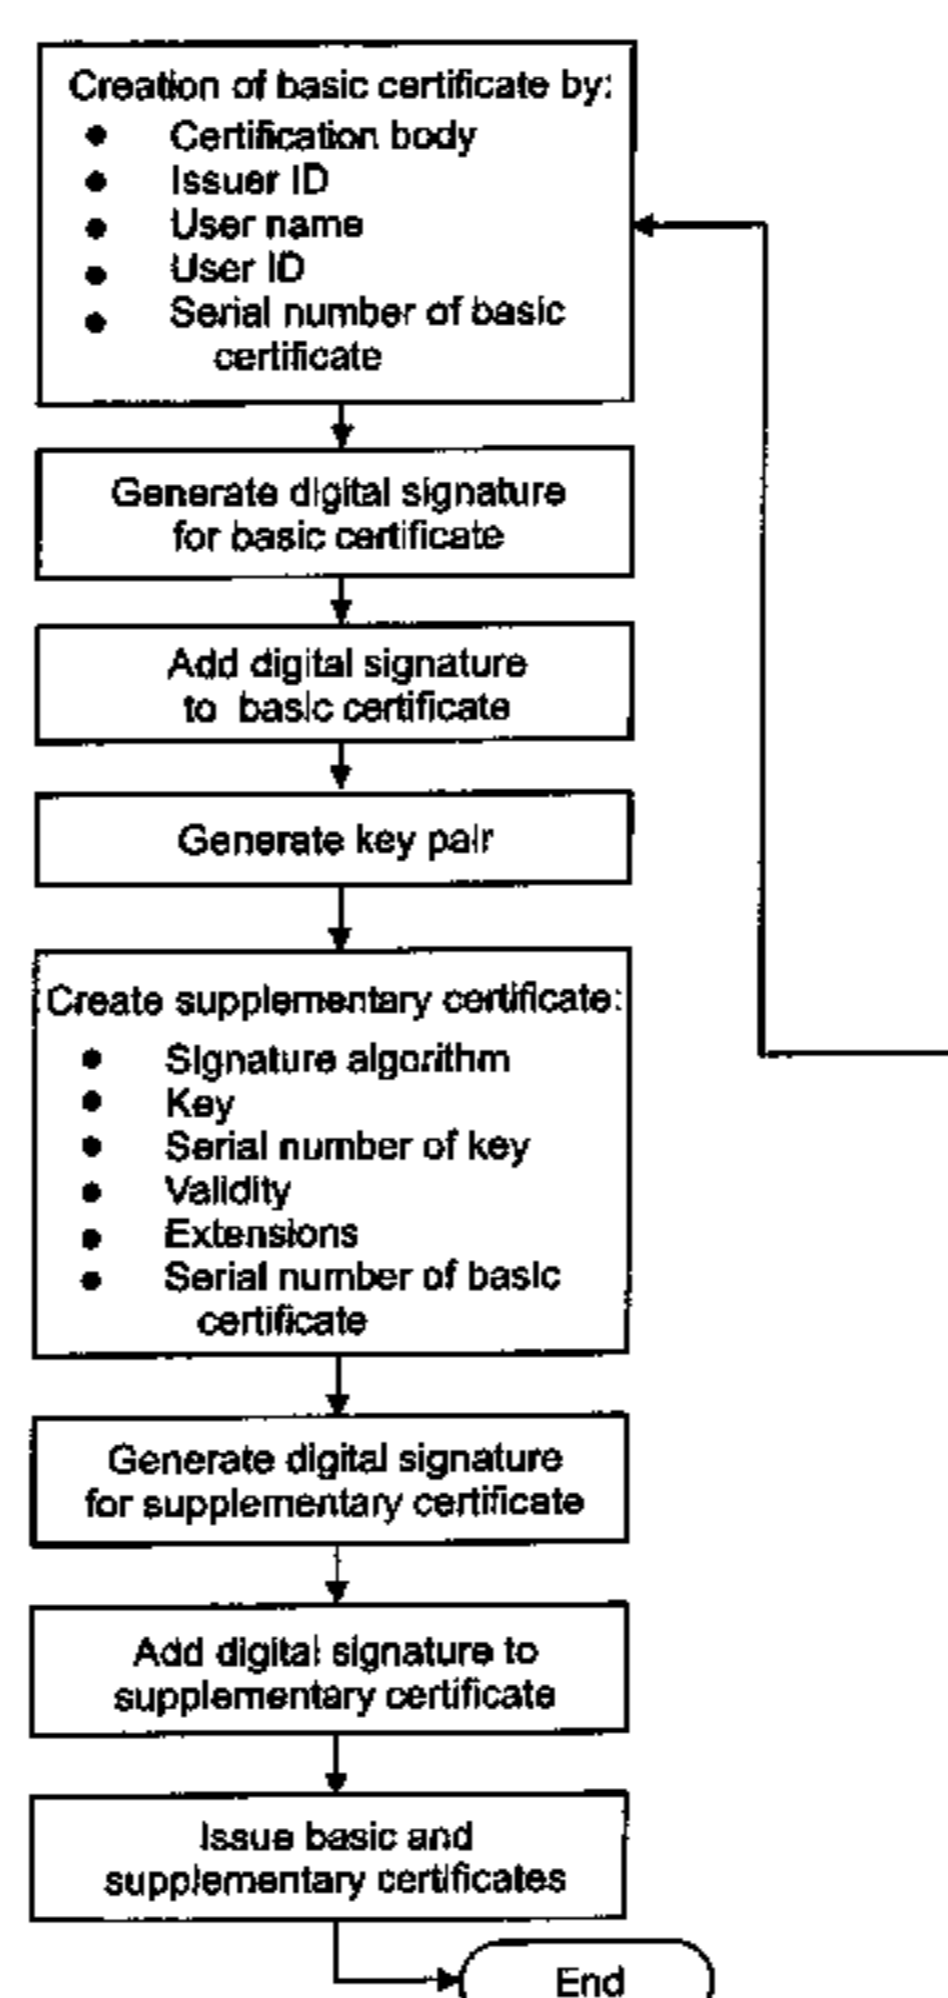 Creation of basic certificate by:
● Certification body
● Issuer ID
● User name
● User ID
● Serial number of basic
certificate
Generate digital signature
for basic certificate
Add digital signature
to basic certificate
Generate key pair
Create supplementary certificate:
● Signature algorithm
● Key
● Serial number of key
● Validity
● Extensions
● Serial number of basic
certificate
Generate digital signature
for supplementary certificate
Add digital signature to
supplementary certificate
Issue basic and
supplementary certificates
End